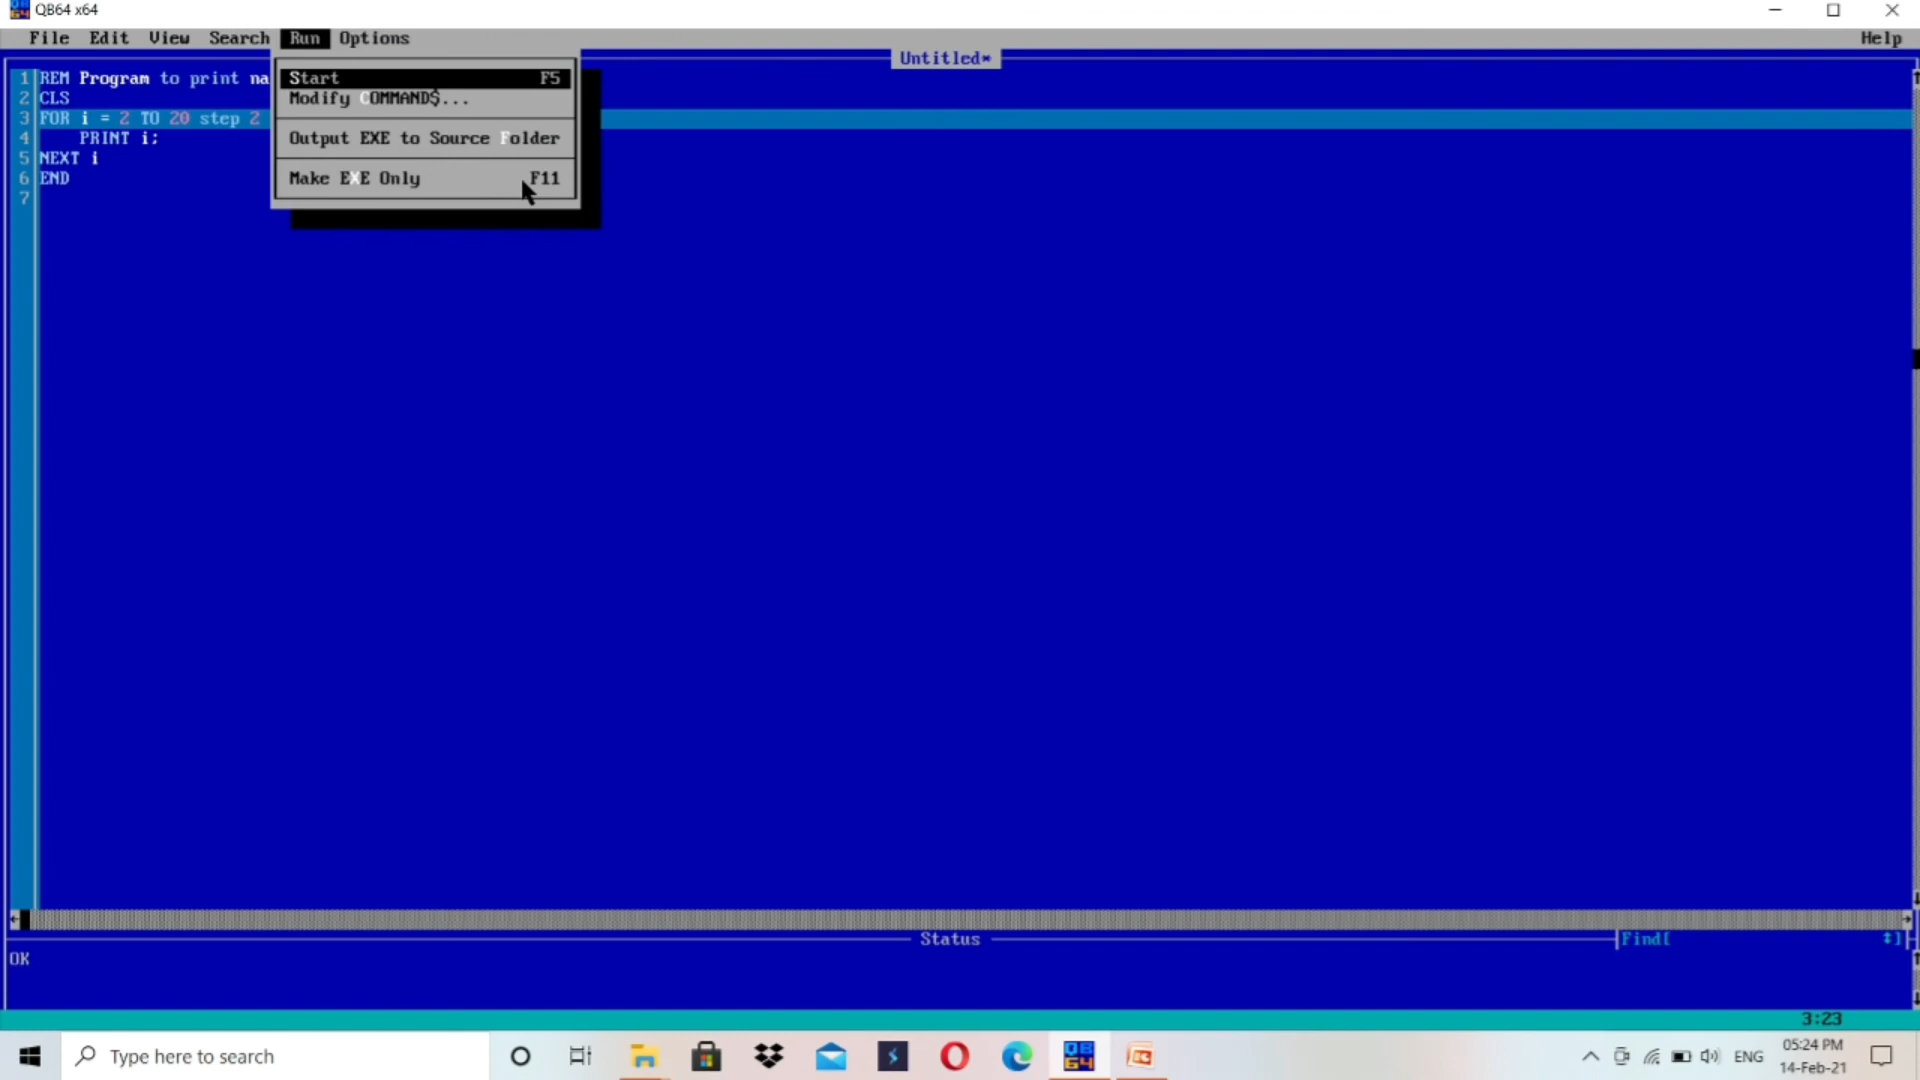 QB64 x64
File Edit View Search Run Options Help
Untitled*
1 REM Program to print na
2 CLS
3 FOR i = 2 TO 20 step 2
4 PRINT i;
5 NEXT i
6 END
7
Start F5
Modify COMMAND$...
Output EXE to Source Folder
Make EXE Only F11
Status
Find[ ]
OK
3:23
Type here to search
ENG
05:24 PM
14-Feb-21